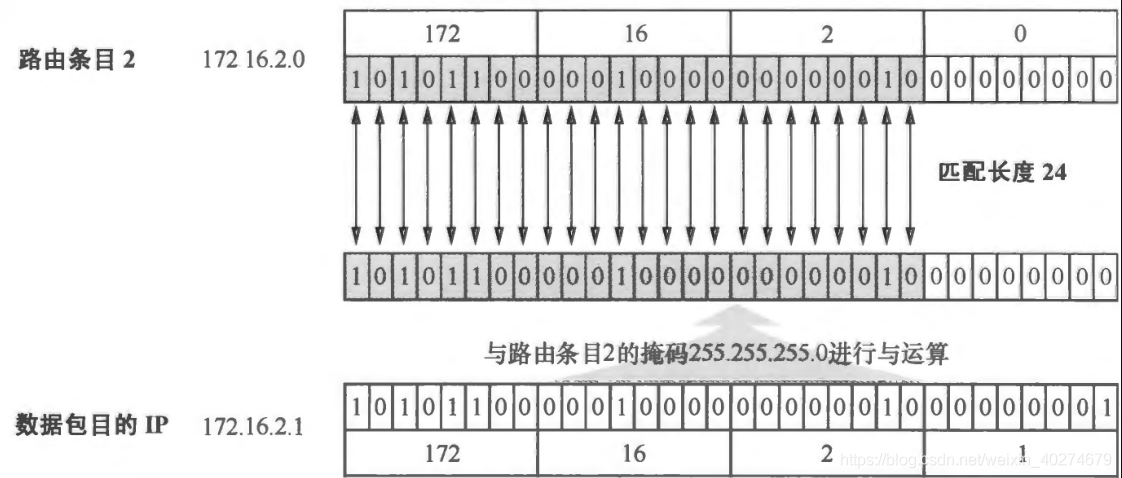 172 16 2 0
路由条目 2 172 16.2.0
1 0 1 0 1 1 0 0 0 0 0 1 0 0 0 0 0 0 0 0 0 0 1 0 0 0 0 0 0 0 0 0
匹配长度 24
1 0 1 0 1 1 0 0 0 0 0 1 0 0 0 0 0 0 0 0 0 0 1 0 0 0 0 0 0 0 0 0
与路由条目2的掩码255.255.255.0进行与运算
1 0 1 0 1 1 0 0 0 0 0 1 0 0 0 0 0 0 0 0 0 0 1 0 0 0 0 0 0 0 0 1
数据包目的 IP 172.16.2.1
172 16 2 1
https://blog.csdn.net/weixin_40274679